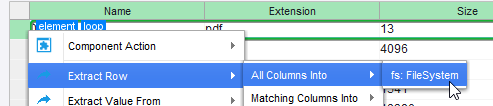 Name Extension Size
element loop pdf 13
Component Action 4096
Extract Row All Columns Into fs: FileSystem
Extract Value From Matching Columns Into 1341